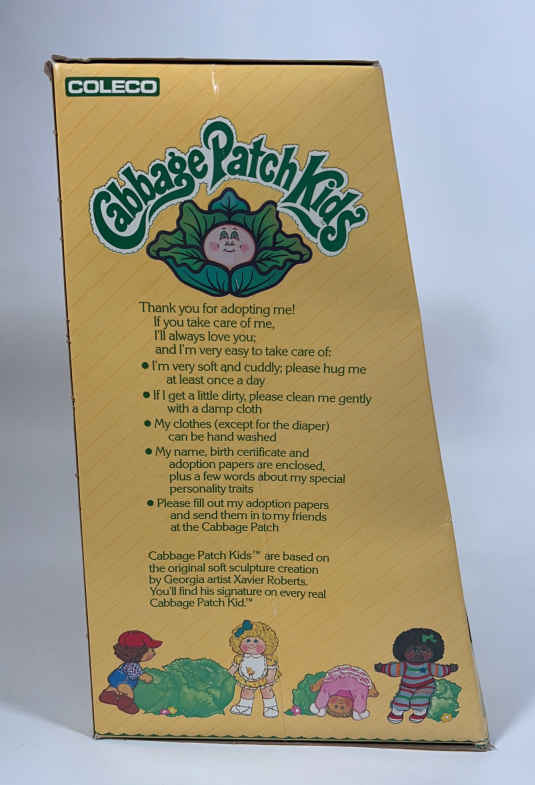 COLECO
Cabbage Patch Kids
Thank you for adopting me!
If you take care of me,
I'll always love you;
and I'm very easy to take care of:
● I'm very soft and cuddly; please hug me
at least once a day
● If I get a little dirty, please clean me gently
with a damp cloth
● My clothes (except for the diaper)
can be hand washed
● My name, birth certificate and
adoption papers are enclosed,
plus a few words about my special
personality traits
● Please fill out my adoption papers
and send them in to my friends
at the Cabbage Patch
Cabbage Patch Kids™ are based on
the original soft sculpture creation
by Georgia artist Xavier Roberts.
You'll find his signature on every real
Cabbage Patch Kid.™